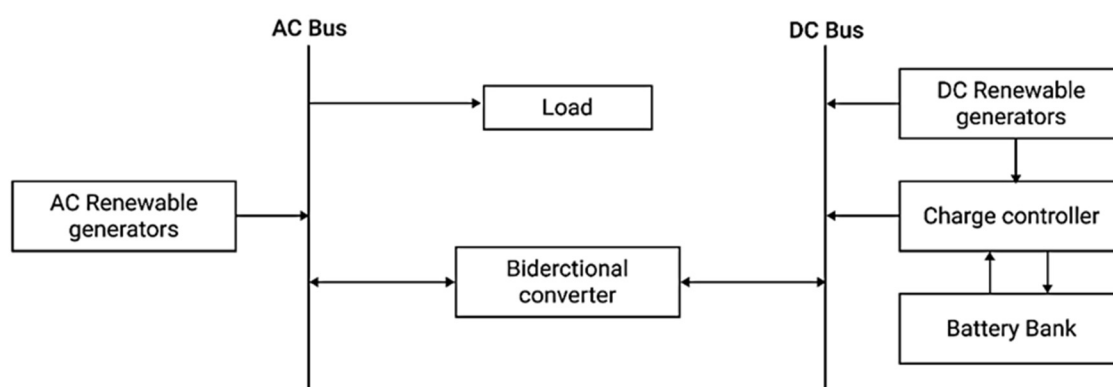 AC Bus
DC Bus
Load
DC Renewable
generators
AC Renewable
generators
Charge controller
Biderctional
converter
Battery Bank